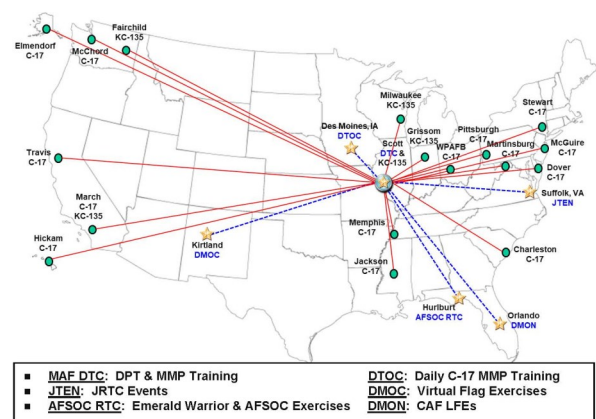 Fairchild
KC-135
Elmendorf
C-17
McChord
C-17
Milwaukee
KC-135
Stewart
C-17
Des Moines, IA
DTOC
Scott
DTC &
KC-135
Grissom
KC-135
WPAFB
C-17
Pittsburgh
C-17
Martinsburg
C-17
McGuire
C-17
Travis
C-17
Dover
C-17
Suffolk, VA
JTEN
March
C-17
KC-135
Hickam
C-17
Kirtland
DMOC
Memphis
C-17
Jackson
C-17
Charleston
C-17
Hurlburt
AFSOC RTC
Orlando
DMON
▪ MAF DTC: DPT & MMP Training
▪ JTEN: JRTC Events
▪ AFSOC RTC: Emerald Warrior & AFSOC Exercises
DTOC: Daily C-17 MMP Training
DMOC: Virtual Flag Exercises
DMON: CAF LFEs